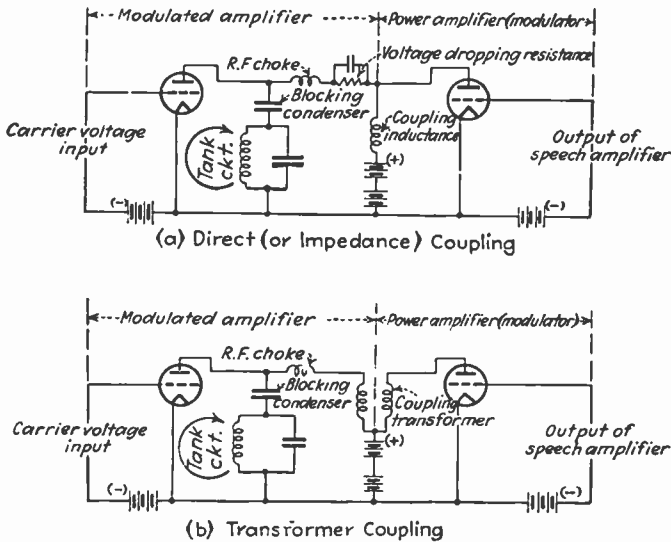 Modulated amplifier
Power amplifier (modulator)
R.F. choke
Voltage dropping resistance
Blocking
condenser
Coupling
inductance
Carrier voltage
input
Tank
ckt.
(+)
Output of
speech amplifier
(-)
(-)
(a) Direct (or Impedance) Coupling
Modulated amplifier
Power amplifier (modulator)
R.F. choke
Blocking
condenser
Coupling
transformer
Carrier voltage
input
Tank
ckt.
(+)
Output of
speech amplifier
(-)
(-)
(b) Transformer Coupling